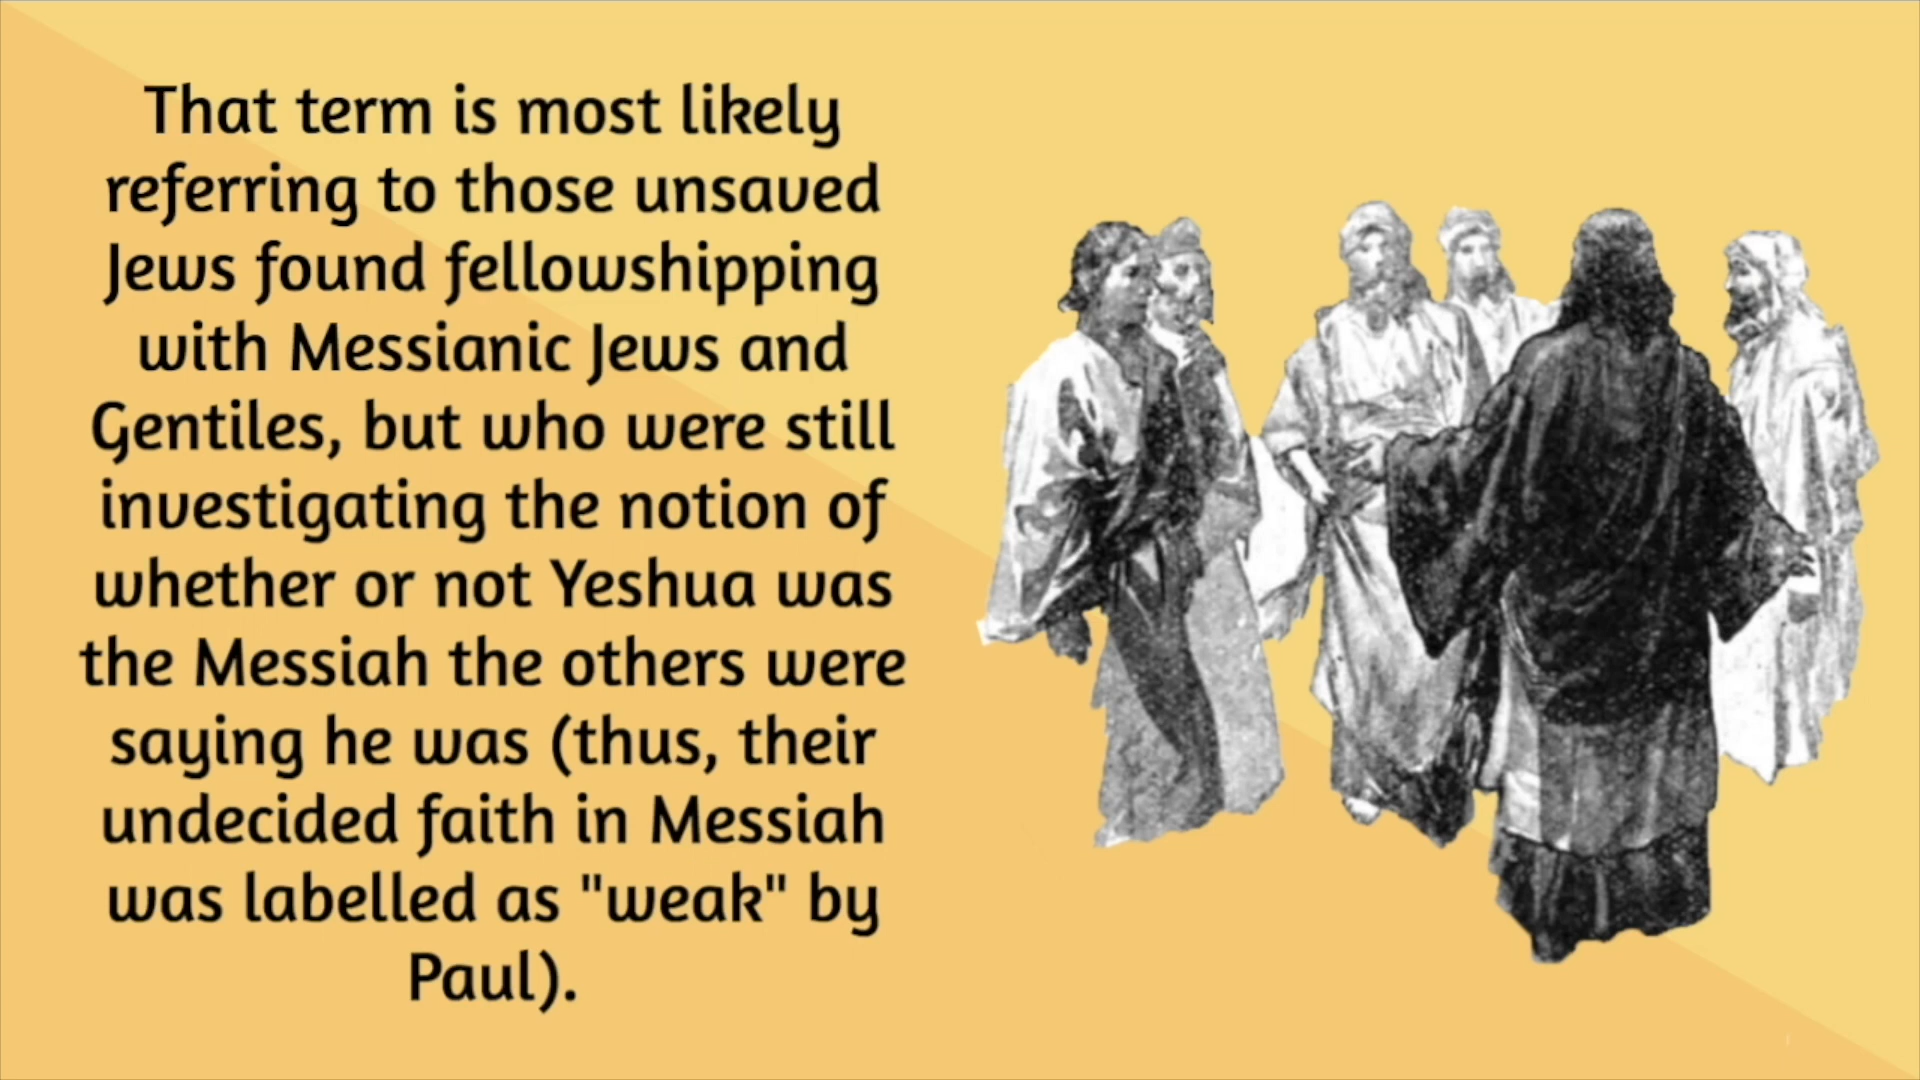 That term is most likely
referring to those unsaved
Jews found fellowshipping
with Messianic Jews and
Gentiles, but who were still
investigating the notion of
whether or not Yeshua was
the Messiah the others were
saying he was (thus, their
undecided faith in Messiah
was labelled as "weak" by
Paul).